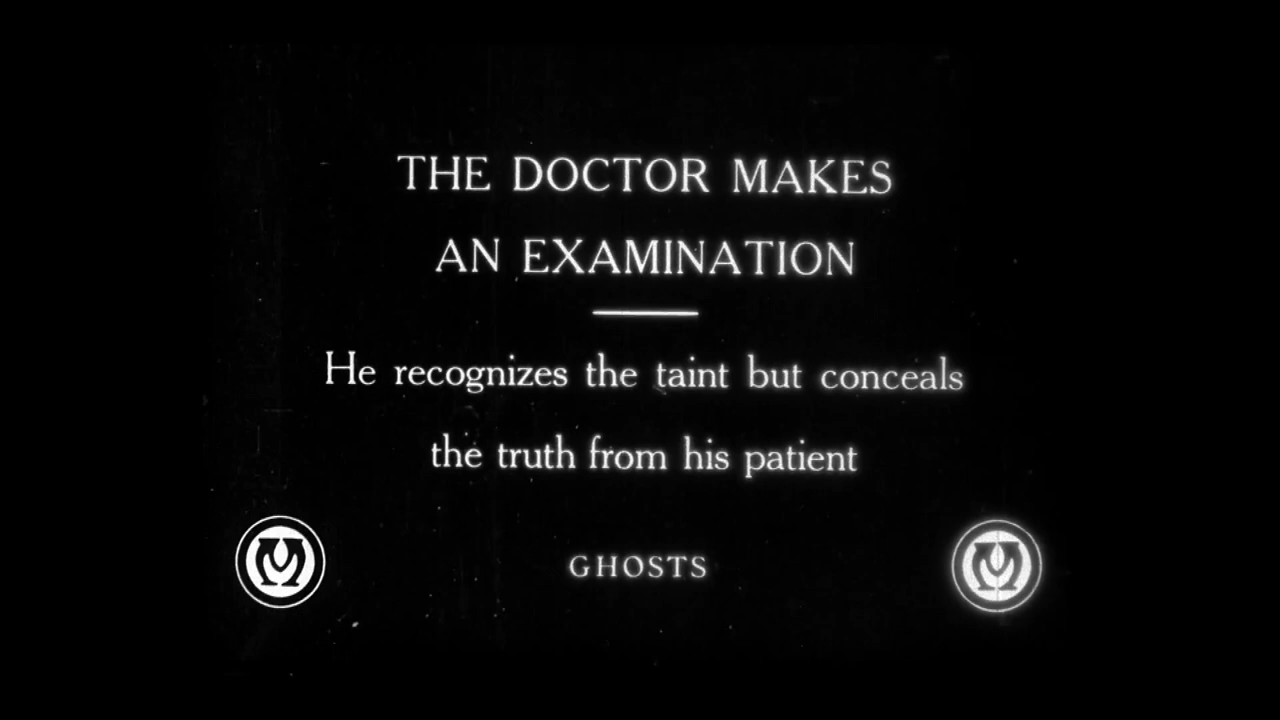 THE DOCTOR MAKES
AN EXAMINATION
He recognizes the taint but conceals
the truth from his patient
GHOSTS